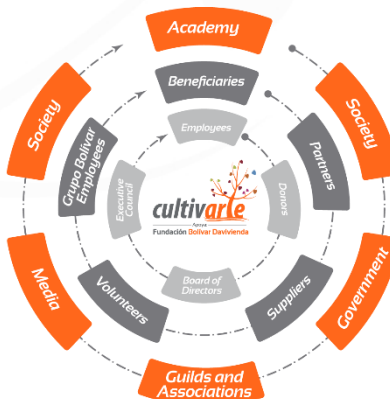 Academy
Beneficiaries
Employees
Society
Society
Grupo Bolivar
Employees
Partners
Executive
Council
Donors
cultivarte
Apoya
Fundación Bolívar Davivienda
Board of
Directors
Media
Volunteers
Suppliers
Government
Guilds and
Associations